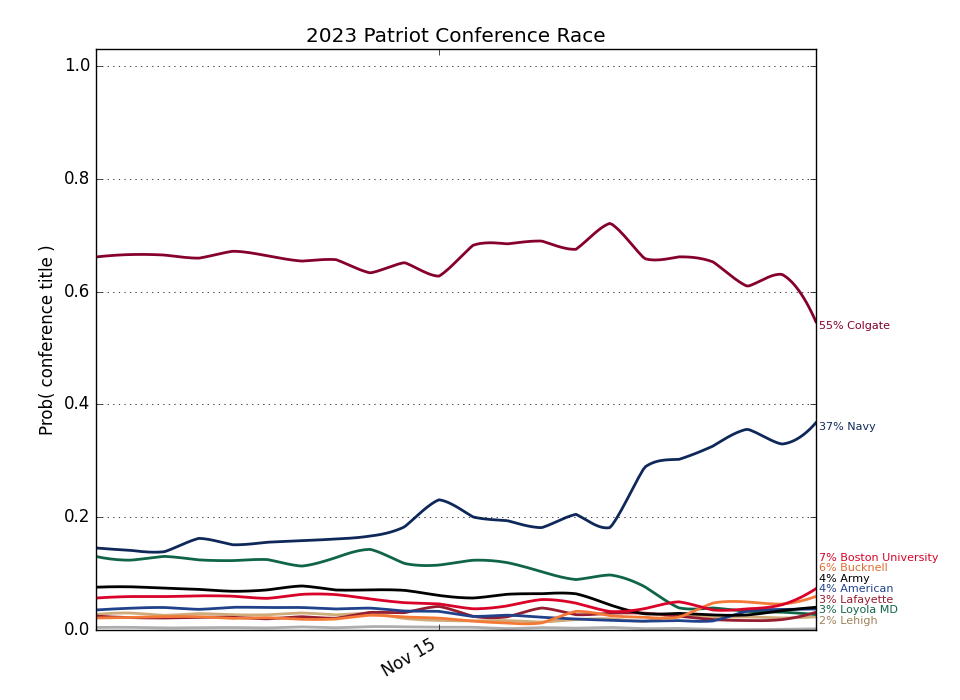 2023 Patriot Conference Race
Prob( conference title )
1.0
0.8
0.6
0.4
0.2
0.0
Nov 15
55% Colgate
37% Navy
7% Boston University
6% Bucknell
4% Army
4% American
3% Lafayette
3% Loyola MD
2% Lehigh